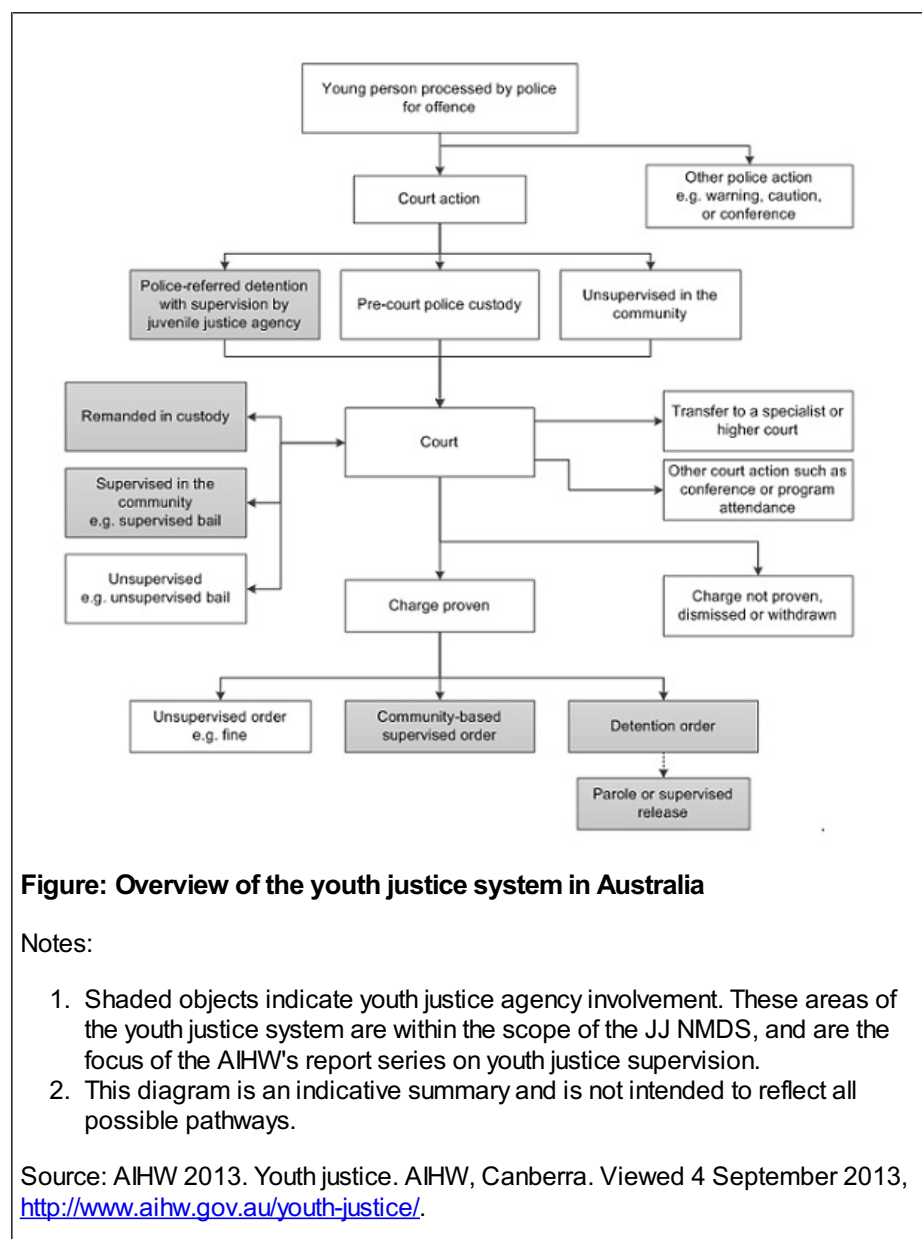 Young person processed by police
for offence
Other police action
e.g. warning, caution,
or conference
Court action
Police-referred detention
with supervision by
juvenile justice agency
Pre-court police custody
Unsupervised in the
community
Remanded in custody
Court
Transfer to a specialist or
higher court
Supervised in the
community
e.g. supervised bail
Other court action such as
conference or program
attendance
Unsupervised
e.g. unsupervised bail
Charge proven
Charge not proven,
dismissed or withdrawn
Unsupervised order
e.g. fine
Community-based
supervised order
Detention order
Parole or supervised
release
Figure: Overview of the youth justice system in Australia
Notes:
1. Shaded objects indicate youth justice agency involvement. These areas of
the youth justice system are within the scope of the JJ NMDS, and are the
focus of the AIHW's report series on youth justice supervision.
2. This diagram is an indicative summary and is not intended to reflect all
possible pathways.
Source: AIHW 2013. Youth justice. AIHW, Canberra. Viewed 4 September 2013,
http://www.aihw.gov.au/youth-justice/.